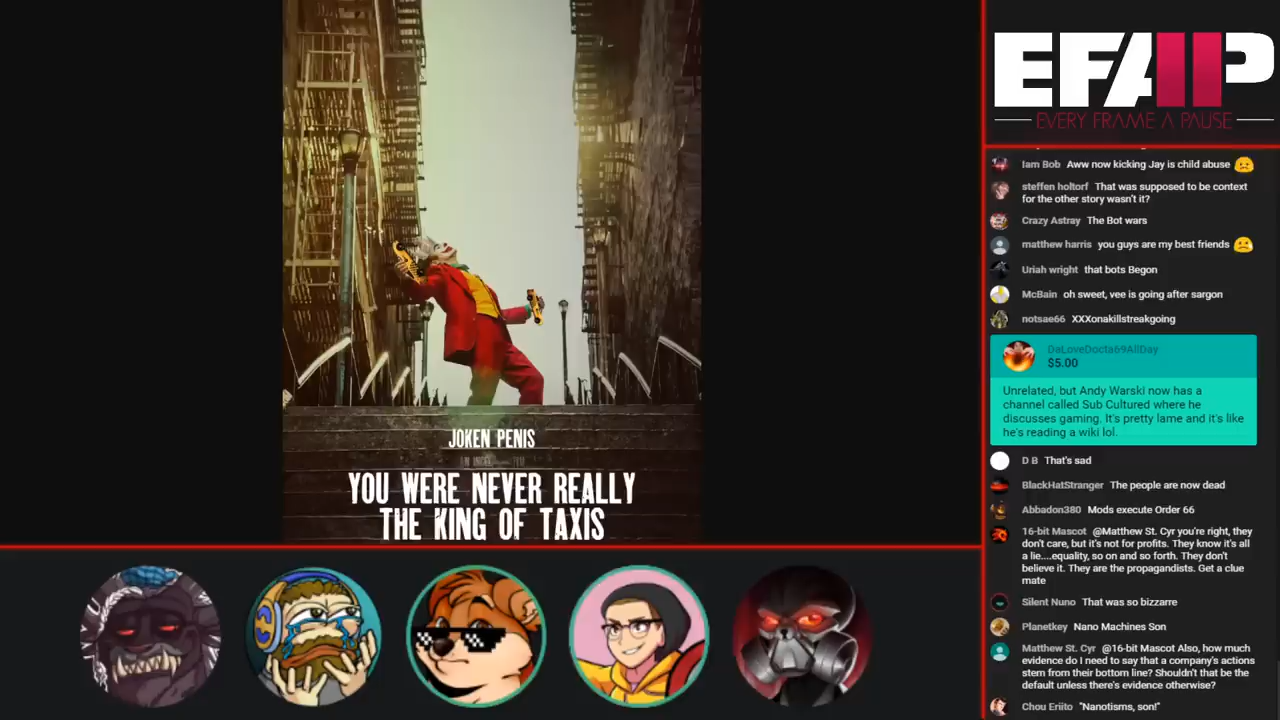 JOKEN PENIS
YOU WERE NEVER REALLY
THE KING OF TAXIS
EFAP
EVERY FRAME A PAUSE
Iam Bob Aww now kicking Jay is child abuse
steffen holtorf That was supposed to be context
for the other story wasn't it?
Crazy Astray The Bot wars
matthew harris you guys are my best friends
Uriah wright that bots Begon
McBain oh sweet, vee is going after sargon
notsae66 XXXonakillstreakgoing
DaLoveDocta69AllDay
$5.00
Unrelated, but Andy Warski now has a
channel called Sub Cultured where he
discusses gaming. It's pretty lame and it's like
he's reading a wiki lol.
D B That's sad
BlackHatStranger The people are now dead
Abbadon380 Mods execute Order 66
16-bit Mascot @Matthew St. Cyr you're right, they
don't care, but it's not for profits. They know it's all
a lie....equality, so on and so forth. They don't
believe it. They are the propagandists. Get a clue
mate
Silent Nuno That was so bizzarre
Planetkey Nano Machines Son
Matthew St. Cyr @16-bit Mascot Also, how much
evidence do I need to say that a company's actions
stem from their bottom line? Shouldn't that be the
default unless there's evidence otherwise?
Chou Eriito "Nanotisms, son!"